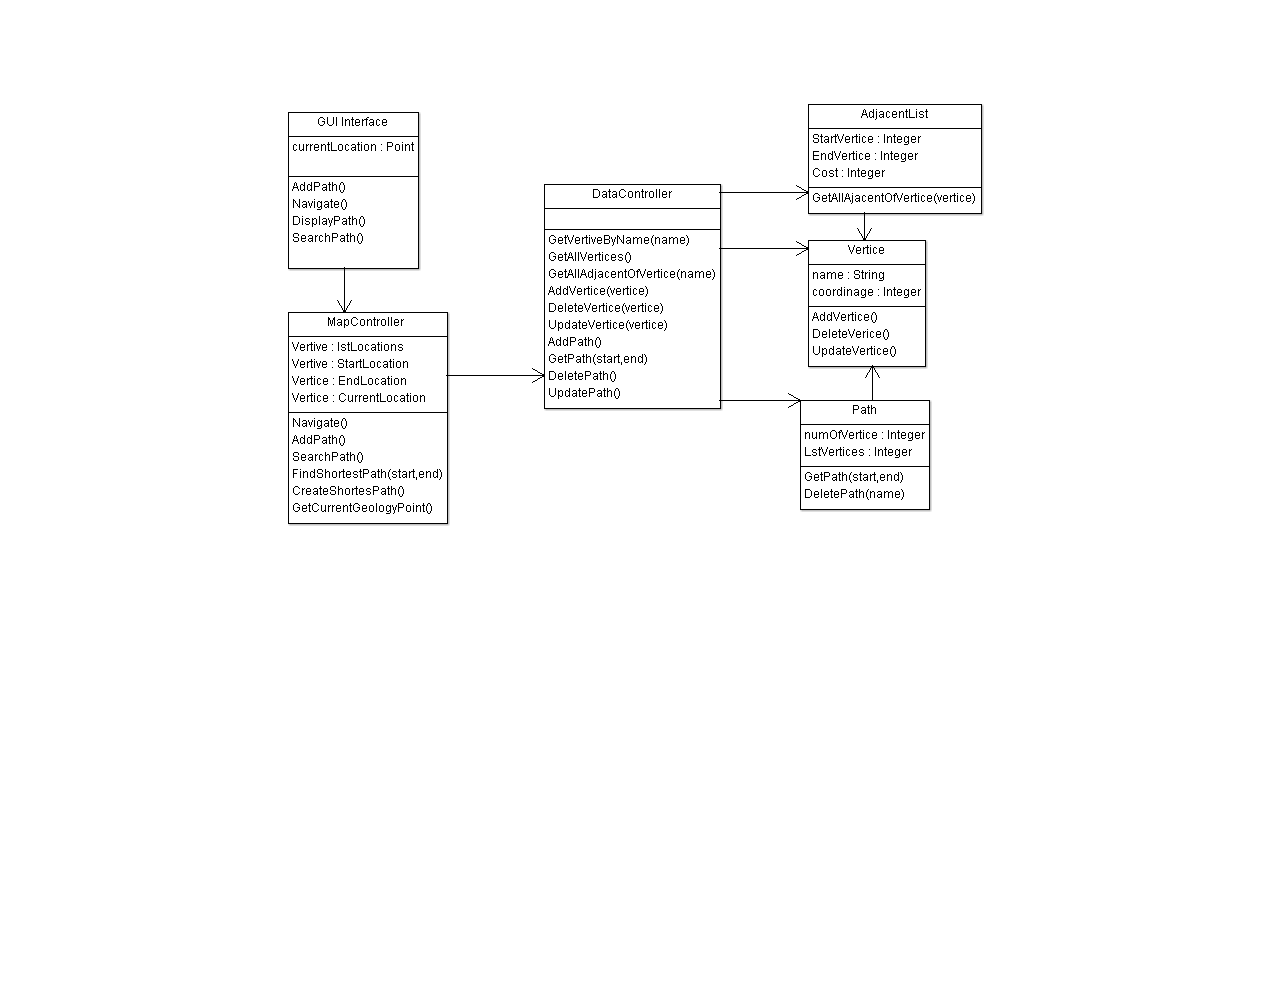 GUI Interface
currentLocation : Point
AddPath()
Navigate()
DisplayPath()
SearchPath()
MapController
Vertive : lstLocations
Vertive : StartLocation
Vertice : EndLocation
Vertice : CurrentLocation
Navigate()
AddPath()
SearchPath()
FindShortestPath(start,end)
CreateShortesPath()
GetCurrentGeologyPoint()
DataController
GetVertiveByName(name)
GetAllVertices()
GetAllAdjacentOfVertice(name)
AddVertice(vertice)
DeleteVertice(vertice)
UpdateVertice(vertice)
AddPath()
GetPath(start,end)
DeletePath()
UpdatePath()
AdjacentList
StartVertice : Integer
EndVertice : Integer
Cost : Integer
GetAllAjacentOfVertice(vertice)
Vertice
name : String
coordinage : Integer
AddVertice()
DeleteVerice()
UpdateVertice()
Path
numOfVertice : Integer
LstVertices : Integer
GetPath(start,end)
DeletePath(name)